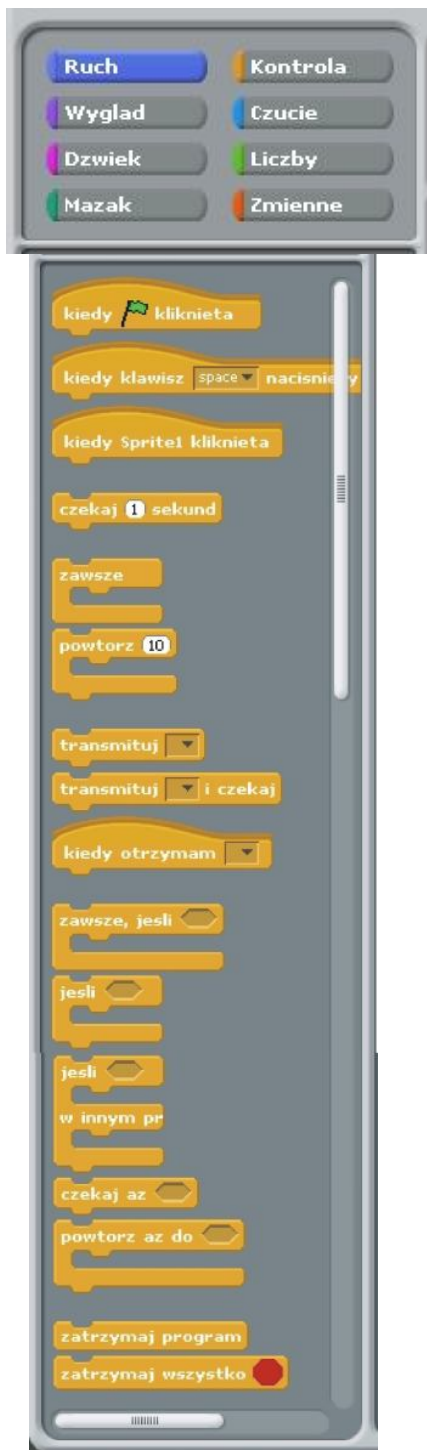 Ruch Kontrola
Wyglad Czucie
Dzwiek Liczby
Mazak Zmienne
kiedy kliknieta
kiedy klawisz space nacisniety
kiedy Sprite1 kliknieta
czekaj 1 sekund
zawsze
powtorz 10
transmituj
transmituj i czekaj
kiedy otrzymam
zawsze, jesli
jesli
jesli
w innym pr
czekaj az
powtorz az do
zatrzymaj program
zatrzymaj wszystko